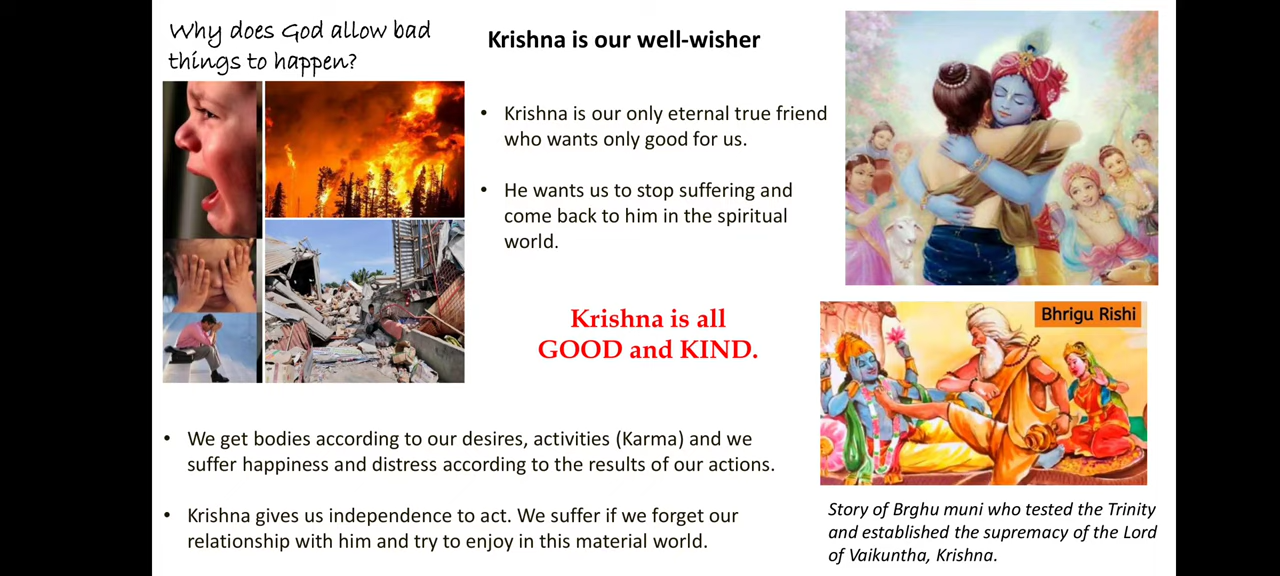 Why does God allow bad
things to happen?
Krishna is our well-wisher
• Krishna is our only eternal true friend
who wants only good for us.
• He wants us to stop suffering and
come back to him in the spiritual
world.
Krishna is all
GOOD and KIND.
Bhrigu Rishi
• We get bodies according to our desires, activities (Karma) and we
suffer happiness and distress according to the results of our actions.
• Krishna gives us independence to act. We suffer if we forget our
relationship with him and try to enjoy in this material world.
Story of Brghu muni who tested the Trinity
and established the supremacy of the Lord
of Vaikuntha, Krishna.